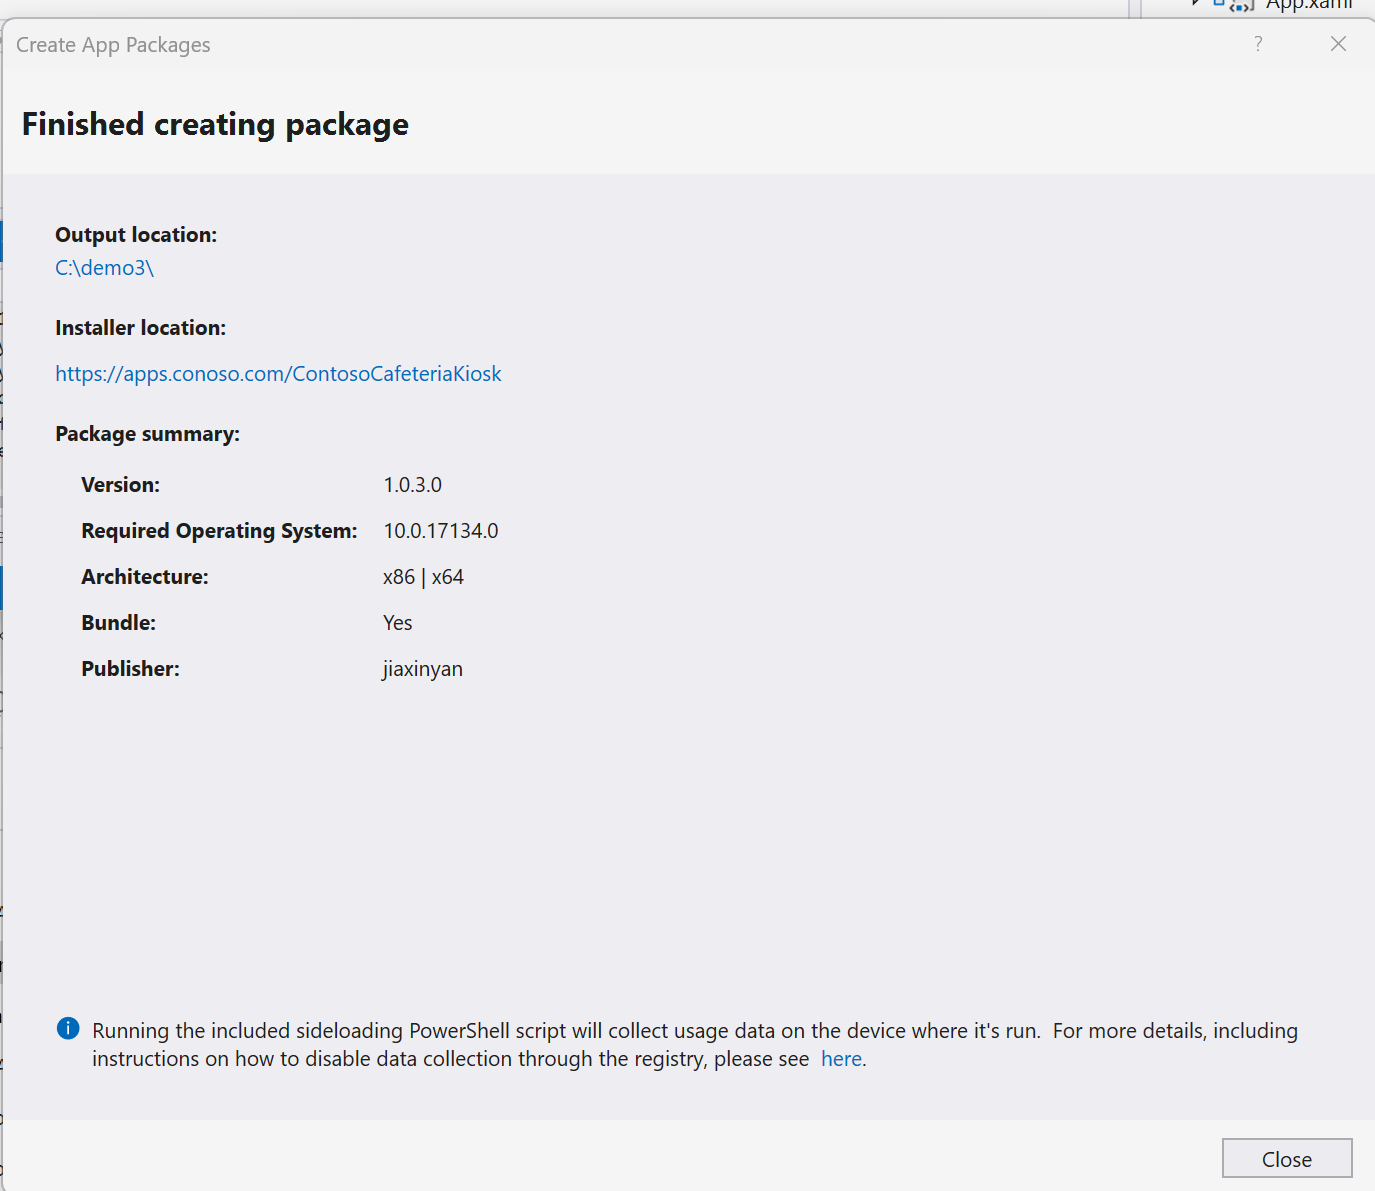 App.xaml
Create App Packages
?
Finished creating package
Output location:
C:\demo3\
Installer location:
https://apps.conoso.com/ContosoCafeteriaKiosk
Package summary:
Version: 1.0.3.0
Required Operating System: 10.0.17134.0
Architecture: x86 | x64
Bundle: Yes
Publisher: jiaxinyan
Running the included sideloading PowerShell script will collect usage data on the device where it's run. For more details, including
instructions on how to disable data collection through the registry, please see here.
Close